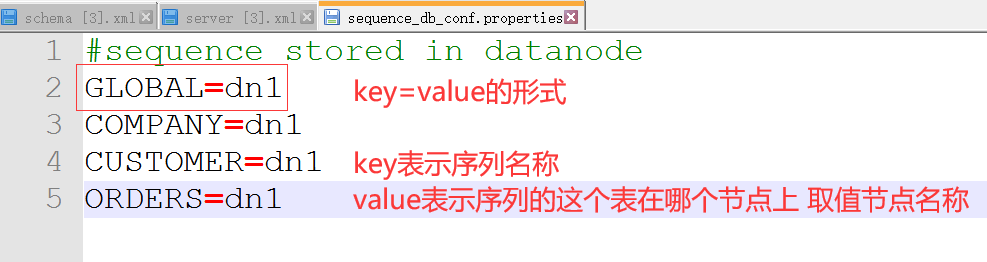 schema [3].xml server [3].xml sequence_db_conf.properties
1 #sequence stored in datanode
2 GLOBAL=dn1 key=value的形式
3 COMPANY=dn1
4 CUSTOMER=dn1 key表示序列名称
5 ORDERS=dn1 value表示序列的这个表在哪个节点上 取值节点名称